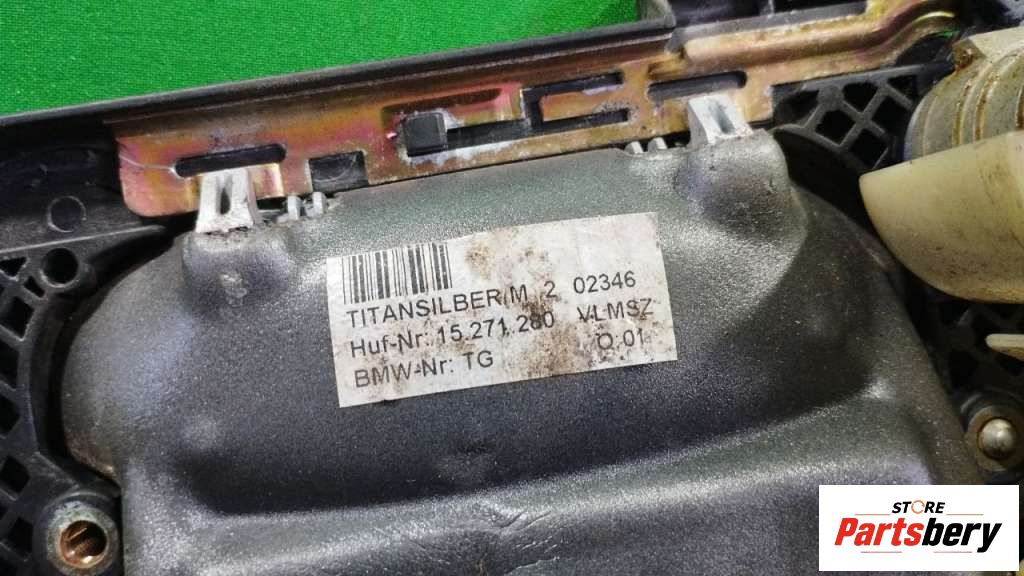 TITANSILBER M 2 02346
Huf-Nr: 15.271.280 VLMSZ
BMW-Nr: TG O.01
STORE
Partsbery